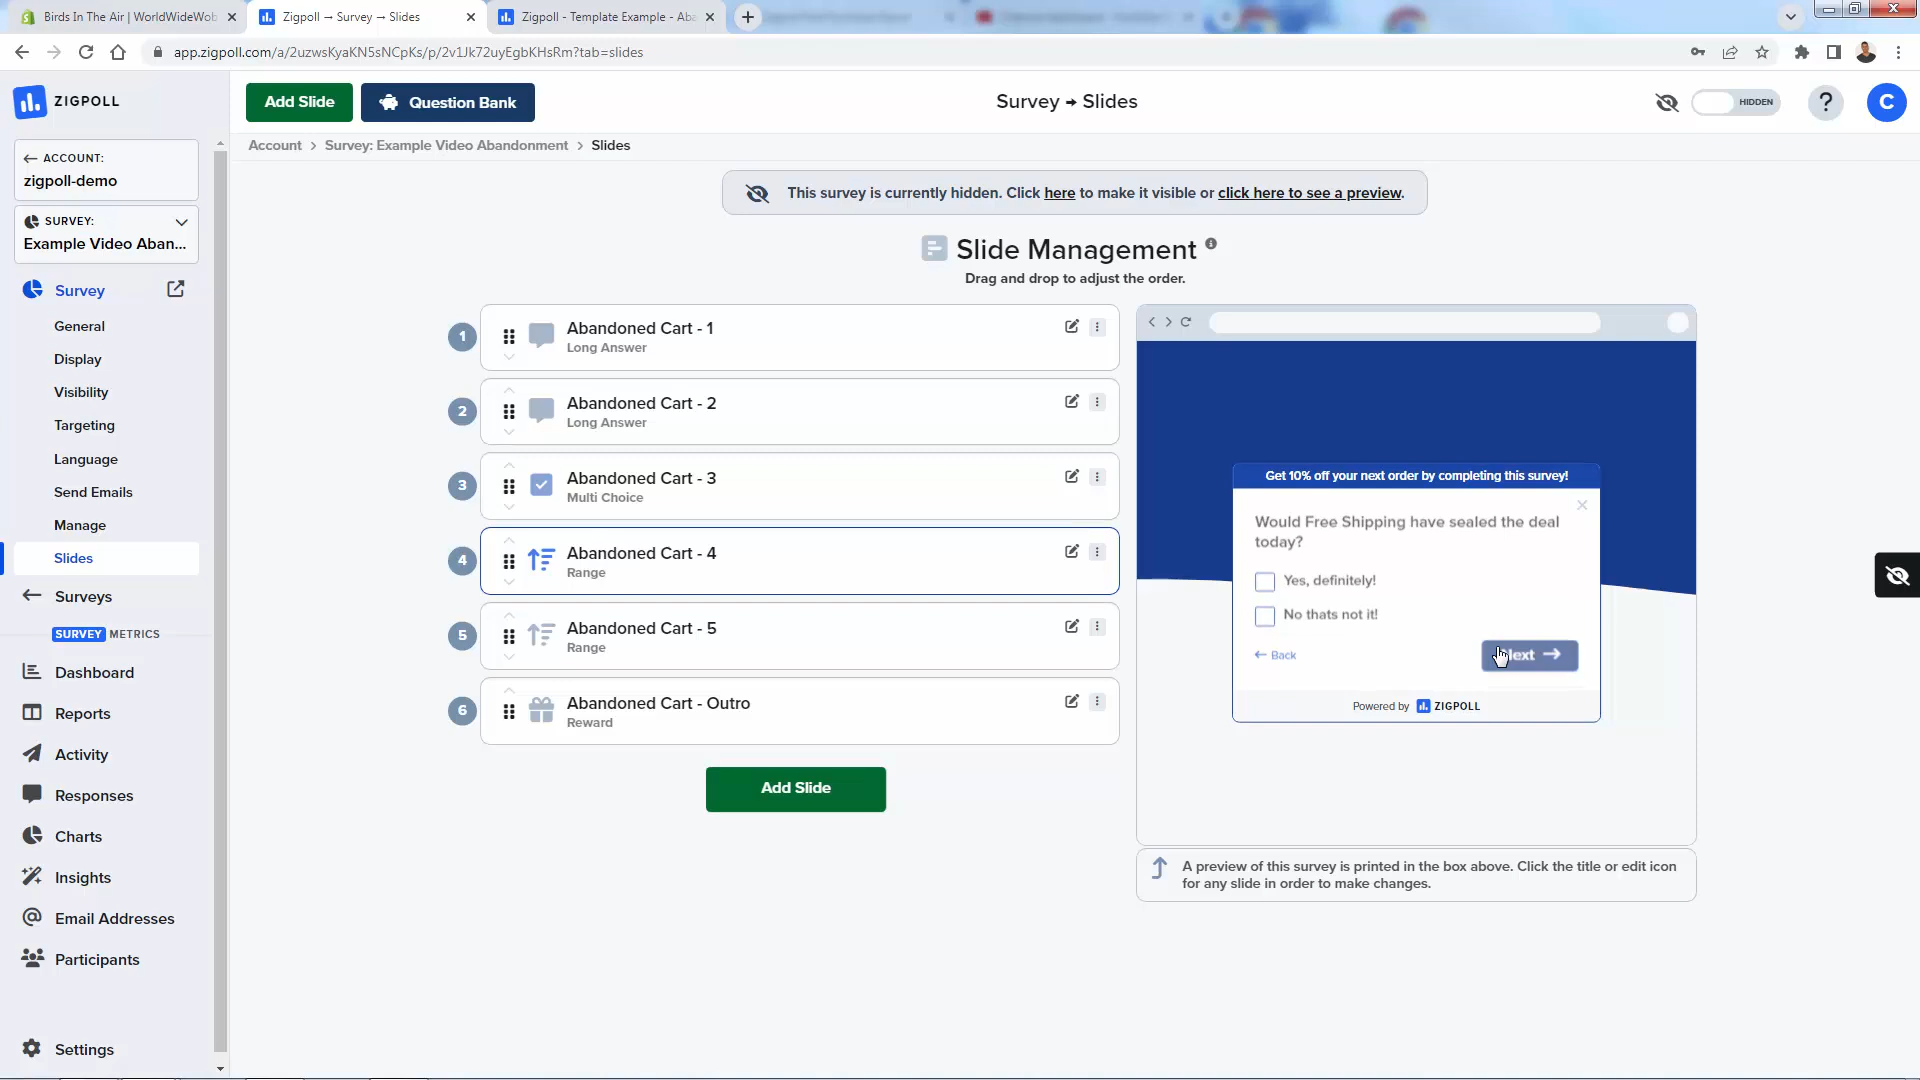 Birds In The Air | WorldWideWob
Zigpoll → Survey → Slides
Zigpoll - Template Example - Aba
app.zigpoll.com/a/2uzwsKyaKN5sNCpKs/p/2v1Jk72uyEgbKHsRm?tab=slides
ZIGPOLL
Add Slide
Question Bank
Survey → Slides
HIDDEN
?
C
Account > Survey: Example Video Abandonment > Slides
ACCOUNT:
zigpoll-demo
SURVEY:
Example Video Aban...
Survey
General
Display
Visibility
Targeting
Language
Send Emails
Manage
Slides
Surveys
SURVEY METRICS
Dashboard
Reports
Activity
Responses
Charts
Insights
Email Addresses
Participants
Settings
This survey is currently hidden. Click here to make it visible or click here to see a preview.
Slide Management
Drag and drop to adjust the order.
1
Abandoned Cart - 1
Long Answer
2
Abandoned Cart - 2
Long Answer
3
Abandoned Cart - 3
Multi Choice
4
Abandoned Cart - 4
Range
5
Abandoned Cart - 5
Range
6
Abandoned Cart - Outro
Reward
Add Slide
Get 10% off your next order by completing this survey!
Would Free Shipping have sealed the deal
today?
Yes, definitely!
No thats not it!
← Back
Next →
Powered by ZIGPOLL
A preview of this survey is printed in the box above. Click the title or edit icon
for any slide in order to make changes.